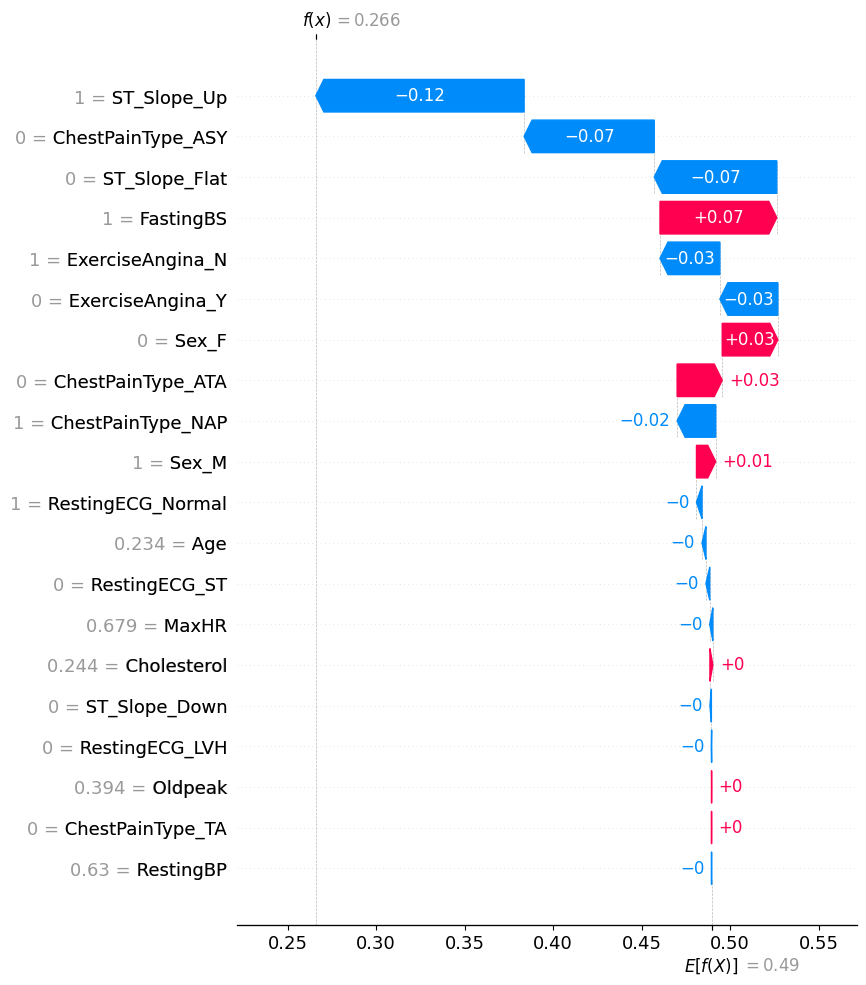 f(x) = 0.266
1 = ST_Slope_Up −0.12
0 = ChestPainType_ASY −0.07
0 = ST_Slope_Flat −0.07
1 = FastingBS +0.07
1 = ExerciseAngina_N −0.03
0 = ExerciseAngina_Y −0.03
0 = Sex_F +0.03
0 = ChestPainType_ATA +0.03
1 = ChestPainType_NAP −0.02
1 = Sex_M +0.01
1 = RestingECG_Normal −0
0.234 = Age −0
0 = RestingECG_ST −0
0.679 = MaxHR −0
0.244 = Cholesterol +0
0 = ST_Slope_Down −0
0 = RestingECG_LVH −0
0.394 = Oldpeak +0
0 = ChestPainType_TA +0
0.63 = RestingBP −0
0.25 0.30 0.35 0.40 0.45 0.50 0.55
E[f(X)] = 0.49